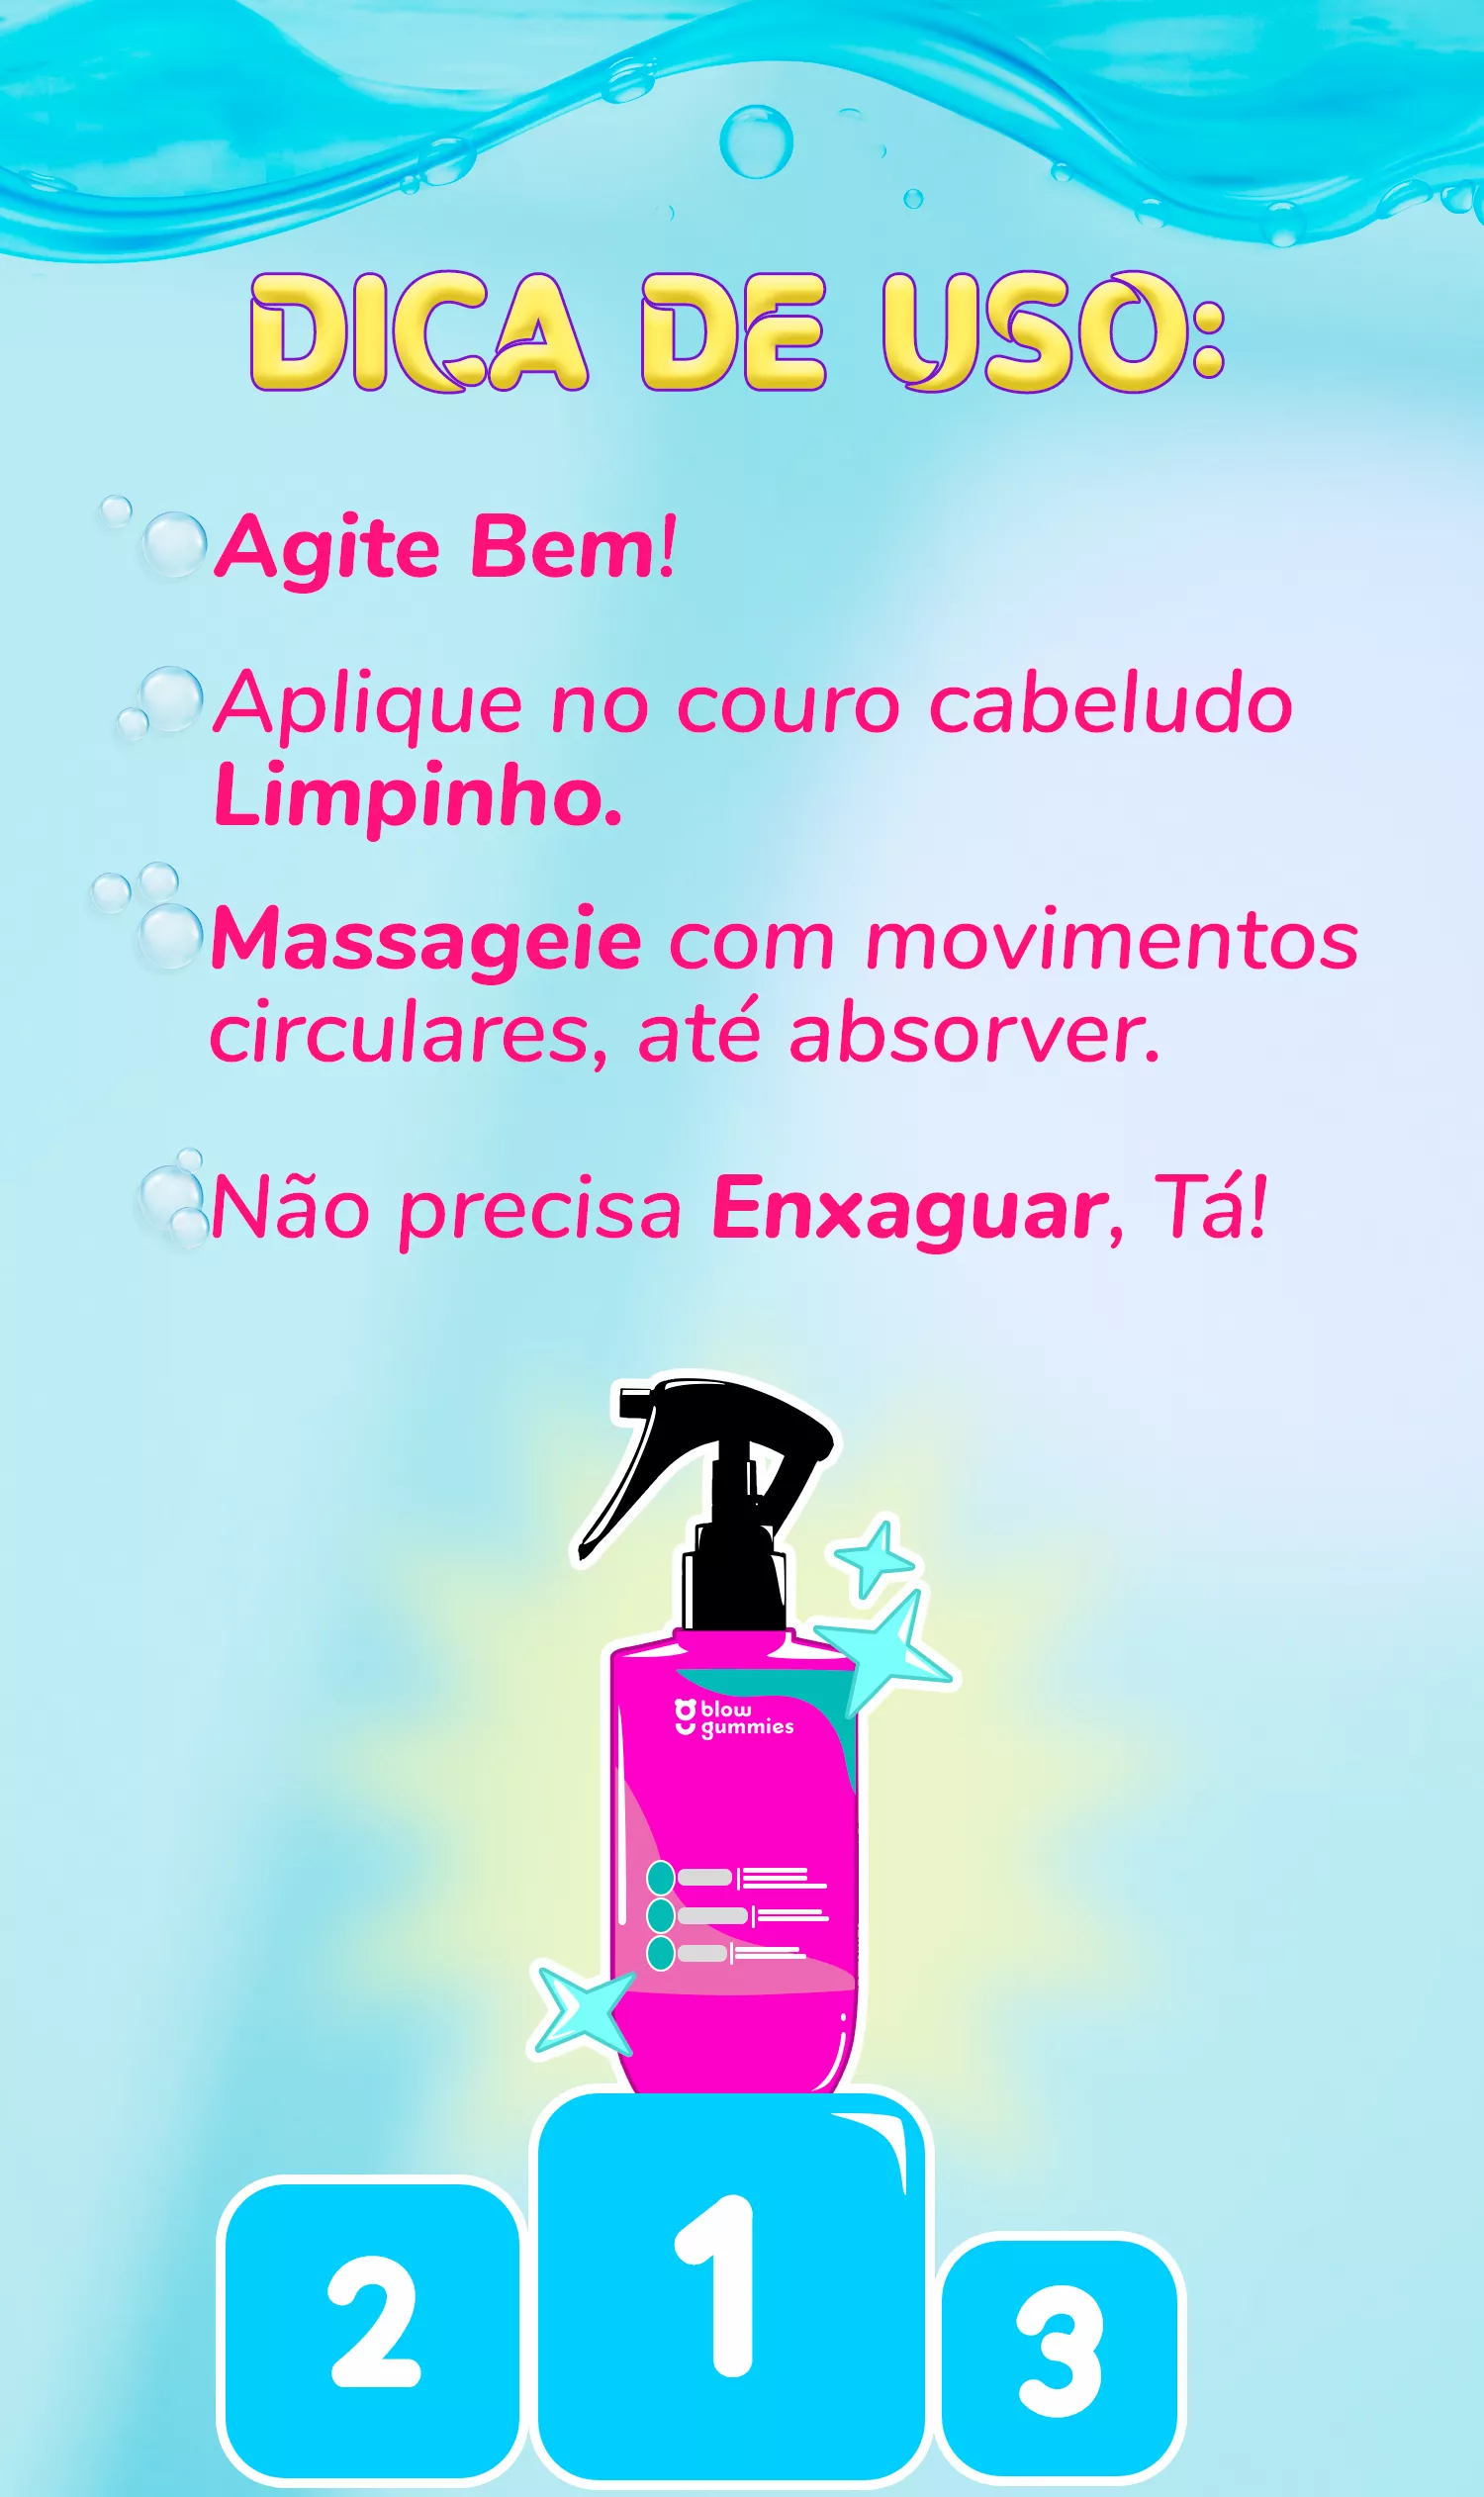 DICA DE USO:
Agite Bem!
Aplique no couro cabeludo
Limpinho.
Massageie com movimentos
circulares, até absorver.
Não precisa Enxaguar, Tá!
blow
gummies
2
1
3